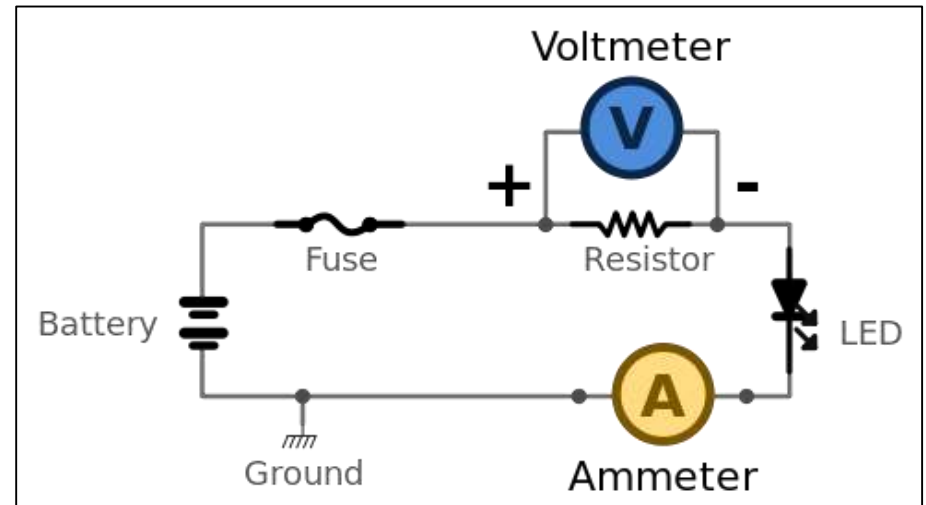 Voltmeter
V
+ -
Fuse
Resistor
Battery
LED
A
Ground
Ammeter